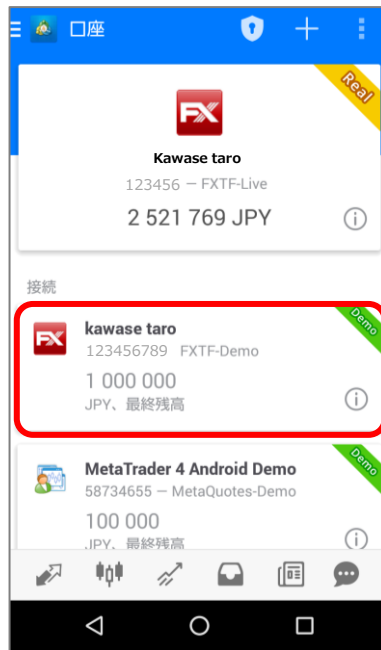 口座
Real
FX
Kawase taro
123456 – FXTF-Live
2 521 769 JPY
接続
Demo
FX
kawase taro
123456789 FXTF-Demo
1 000 000
JPY、最終残高
Demo
MetaTrader 4 Android Demo
58734655 – MetaQuotes-Demo
100 000
JPY、最終残高